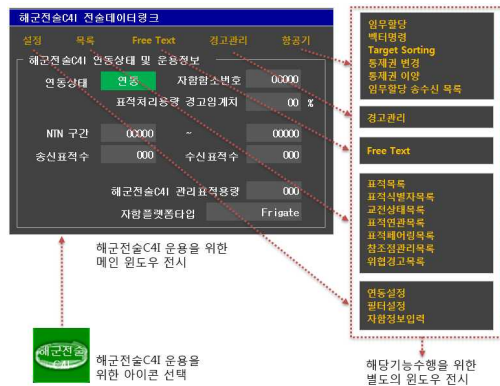 해군전술C4I 전술데이터링크
설정 목록 Free Text 경고관리 항공기
해군전술C4I 연동상태 및 운용정보
연동상태 연동 자함함소번호 00000
표적처리용량 경고임계치 00 %
NTN 구간 00000 ~ 00000
송신표적수 000 수신표적수 000
해군전술C4I 관리표적용량 000
자함플랫폼타입 Frigate
해군전술C4I 운용을 위한
메인 윈도우 전시
해군전술
C4I
해군전술C4I 운용을
위한 아이콘 선택
임무할당
벡터명령
Target Sorting
통제권 변경
통제권 이양
임무할당 송수신 목록
경고관리
Free Text
표적목록
표적식별자목록
교전상태목록
표적연관목록
표적페어링목록
참조점관리목록
위협경고목록
연동설정
필터설정
자함정보입력
해당기능수행을 위한
별도의 윈도우 전시